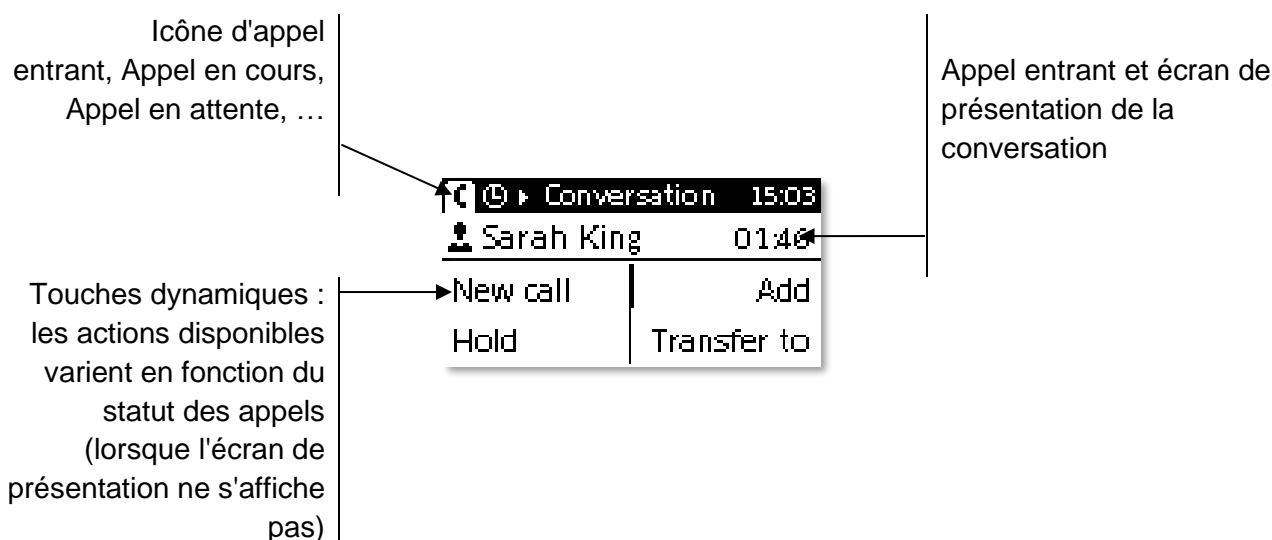 Icône d'appel
entrant, Appel en cours,
Appel en attente, …
Appel entrant et écran de
présentation de la
conversation
Conversation 15:03
Sarah King 01:46
New call Add
Hold Transfer to
Touches dynamiques :
les actions disponibles
varient en fonction du
statut des appels
(lorsque l'écran de
présentation ne s'affiche
pas)